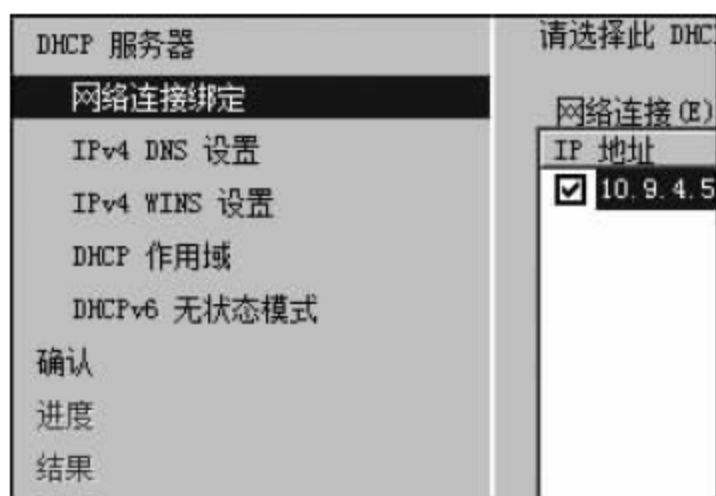 DHCP 服务器
网络连接绑定
IPv4 DNS 设置
IPv4 WINS 设置
DHCP 作用域
DHCPv6 无状态模式
确认
进度
结果
请选择此 DHC
网络连接(E)
IP 地址
10.9.4.5